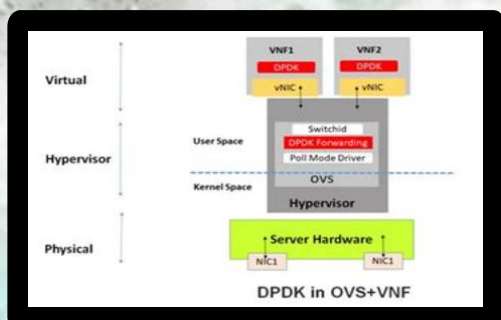 VNF1 VNF2
Virtual
DPDK DPDK
vNIC vNIC
Switchid
User Space
DPDK Forwarding
Hypervisor
Poll Mode Driver
OVS
Kernel Space
Hypervisor
Server Hardware
Physical
NIC1 NIC1
DPDK in OVS+VNF